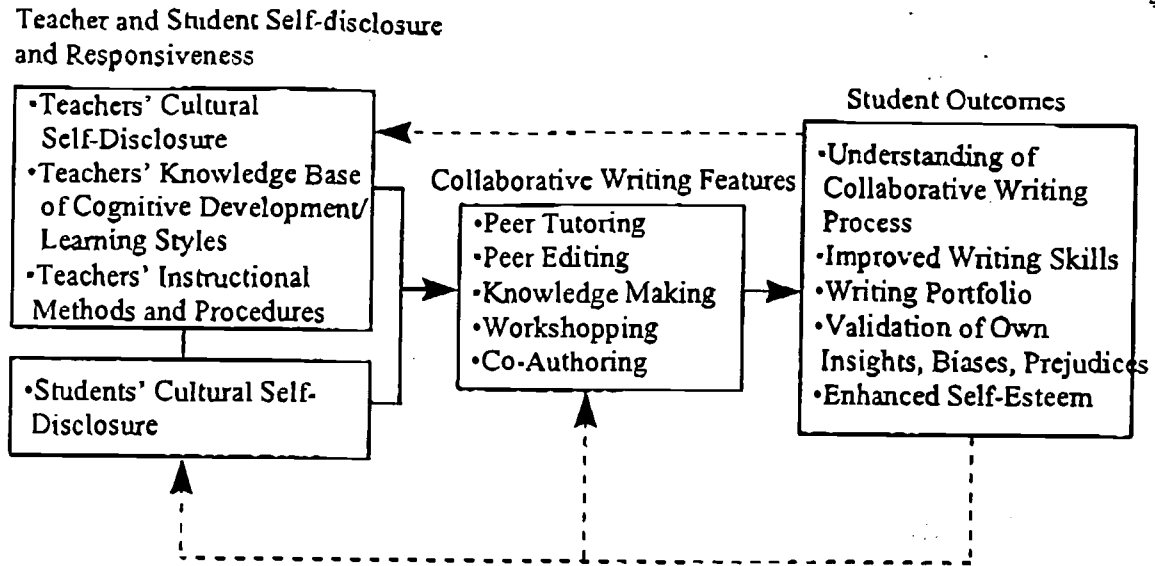 Teacher and Student Self-disclosure
and Responsiveness
•Teachers' Cultural
Self-Disclosure
•Teachers' Knowledge Base
of Cognitive Development/
Learning Styles
•Teachers' Instructional
Methods and Procedures
•Students' Cultural Self-
Disclosure
Collaborative Writing Features
•Peer Tutoring
•Peer Editing
•Knowledge Making
•Workshopping
•Co-Authoring
Student Outcomes
•Understanding of
Collaborative Writing
Process
•Improved Writing Skills
•Writing Portfolio
•Validation of Own
Insights, Biases, Prejudices
•Enhanced Self-Esteem